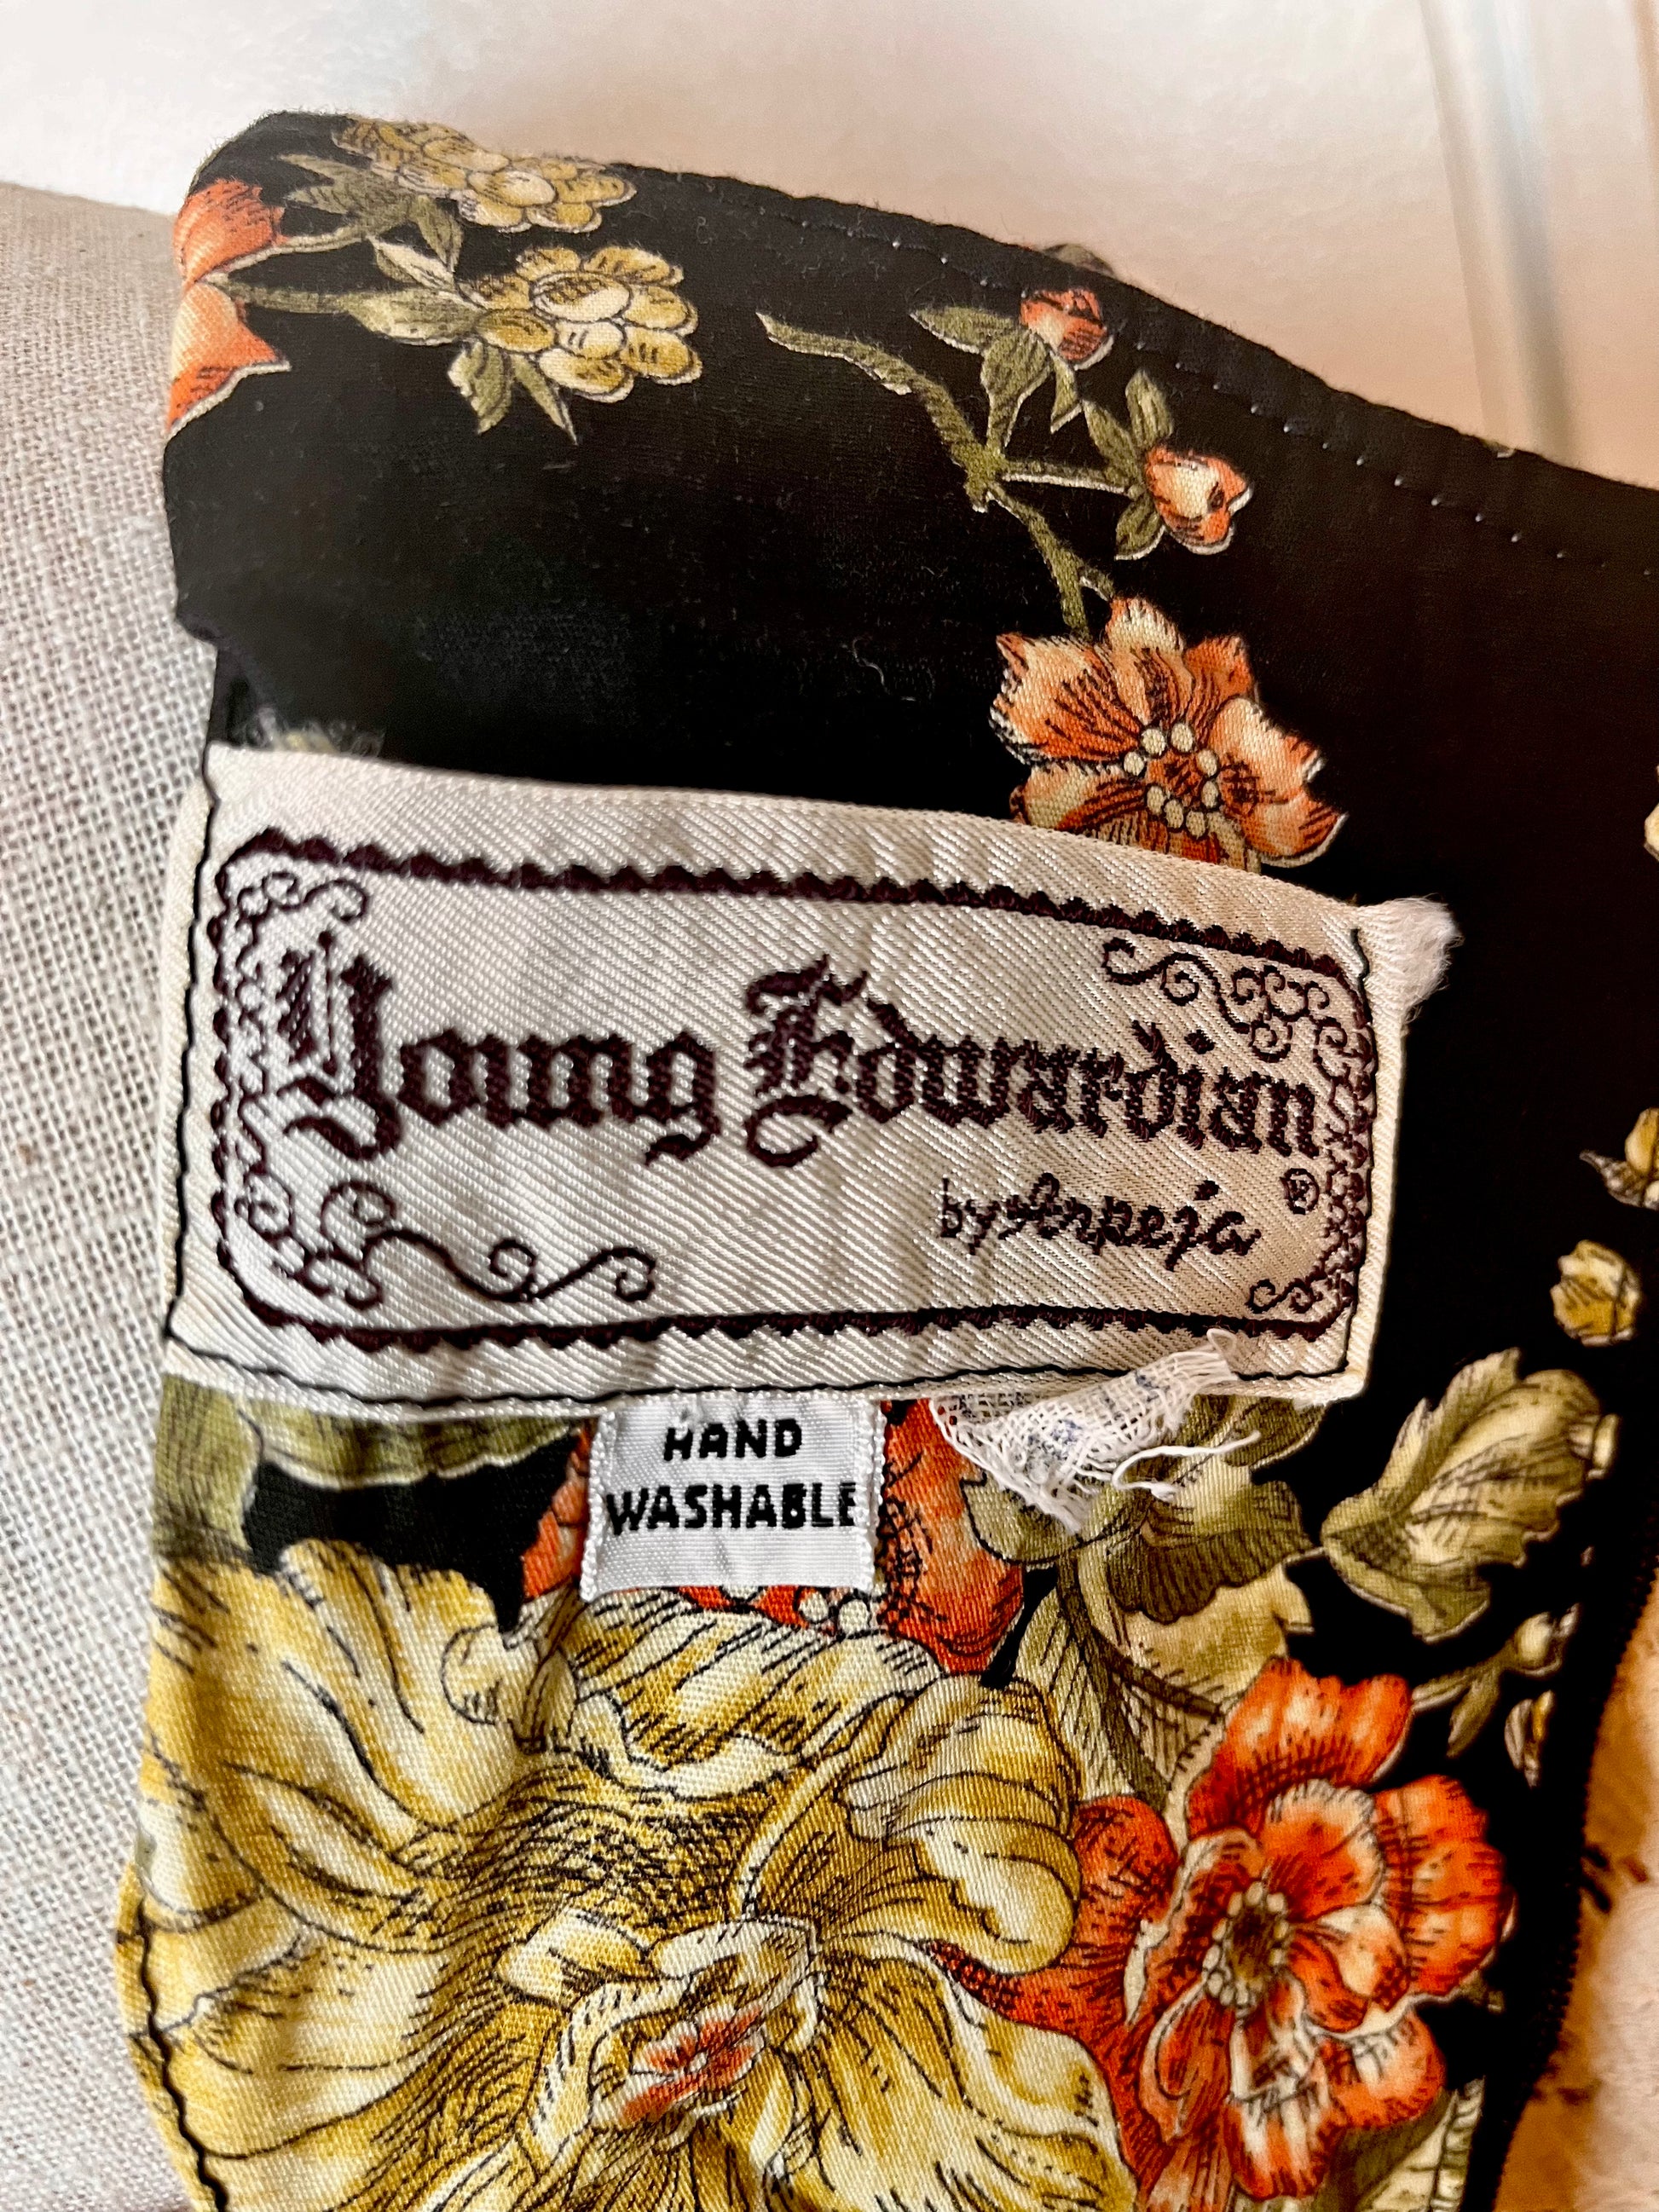 Young Edwardian
by Arpeja ®
HAND
WASHABLE